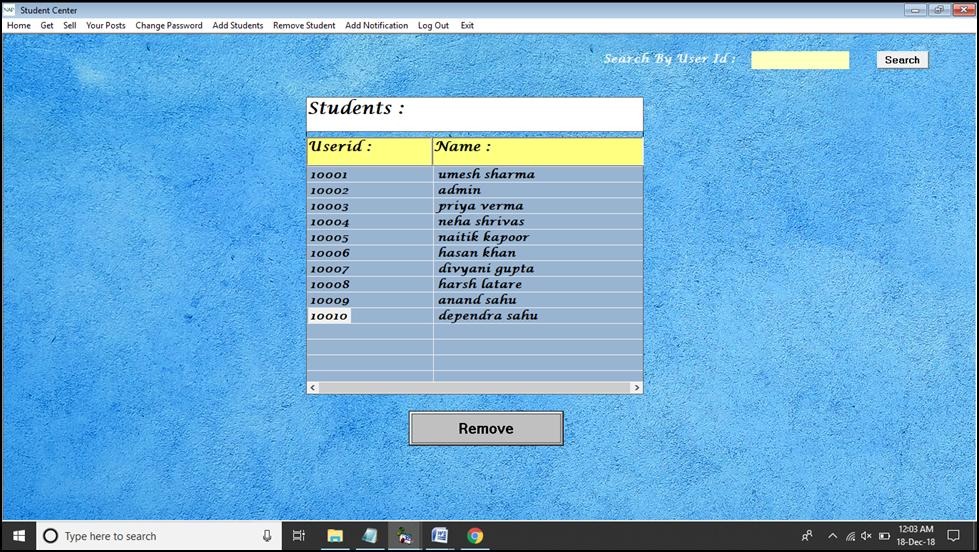 Student Center
Home Get Sell Your Posts Change Password Add Students Remove Student Add Notification Log Out Exit
Search By User Id : Search
Students :
Userid : Name :
10001 umesh sharma
10002 admin
10003 priya verma
10004 neha shrivas
10005 naitik kapoor
10006 hasan khan
10007 divyani gupta
10008 harsh latare
10009 anand sahu
10010 dependra sahu
Remove
Type here to search
12:03 AM
18-Dec-18